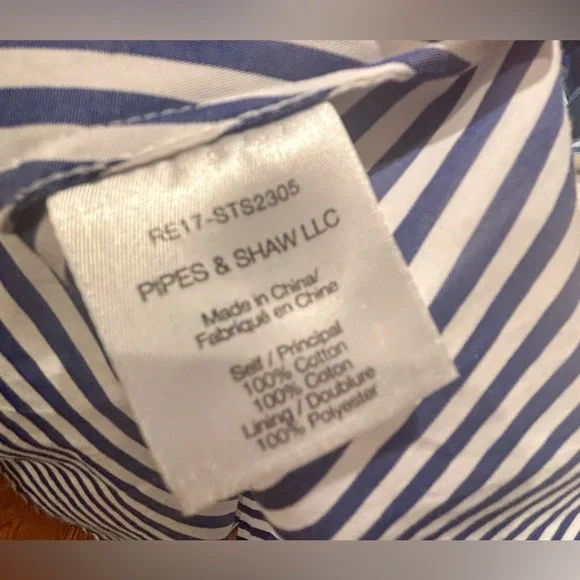 RE17-STS2305
PIPES & SHAW LLC
Made in China/
Fabriqué en Chine
Self / Principal
100% Cotton
100% Coton
Lining / Doublure
100% Polyester